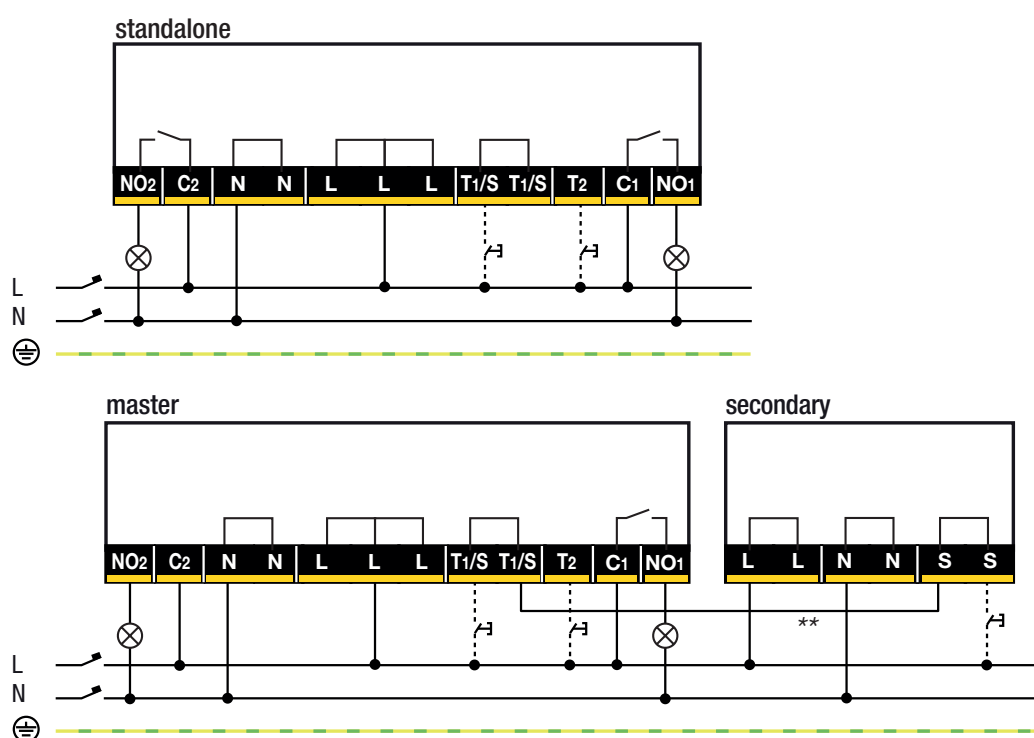 standalone
NO2 C2 N N L L L T1/S T1/S T2 C1 NO1
L
N
master secondary
NO2 C2 N N L L L T1/S T1/S T2 C1 NO1 L L N N S S
**
L
N